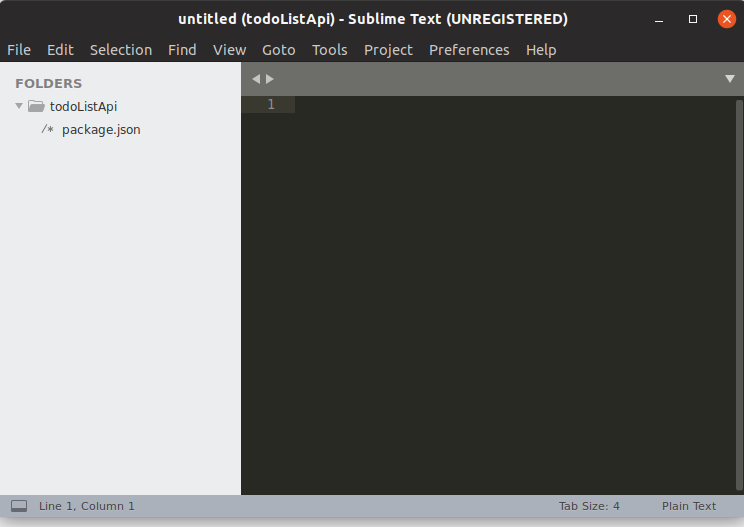 untitled (todoListApi) - Sublime Text (UNREGISTERED)
File Edit Selection Find View Goto Tools Project Preferences Help
FOLDERS
todoListApi
/* package.json
1
Line 1, Column 1 Tab Size: 4 Plain Text